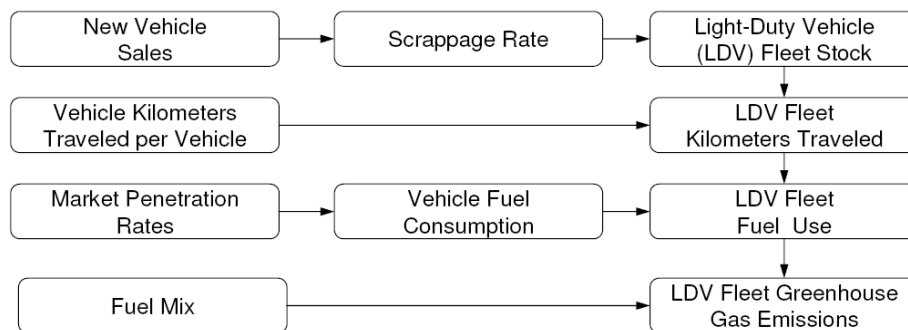 New Vehicle
Sales
Scrappage Rate
Light-Duty Vehicle
(LDV) Fleet Stock
Vehicle Kilometers
Traveled per Vehicle
LDV Fleet
Kilometers Traveled
Market Penetration
Rates
Vehicle Fuel
Consumption
LDV Fleet
Fuel Use
Fuel Mix
LDV Fleet Greenhouse
Gas Emissions